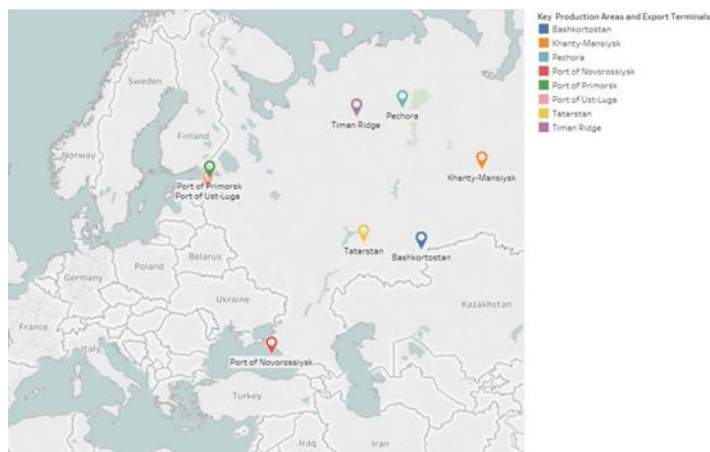 Key Production Areas and Export Terminals
Bashkortostan
Khanty-Mansiysk
Pechora
Port of Novorossiysk
Port of Primorsk
Port of Ust-Luga
Tatarstan
Timan Ridge
Sweden
Finland
Norway
Timan Ridge
Pechora
Khanty-Mansiysk
Port of Primorsk
Port of Ust-Luga
Tatarstan
Bashkortostan
Belarus
Poland
Germany
Ukraine
Kazakhstan
France
Italy
Port of Novorossiysk
Turkey
Iraq
Iran